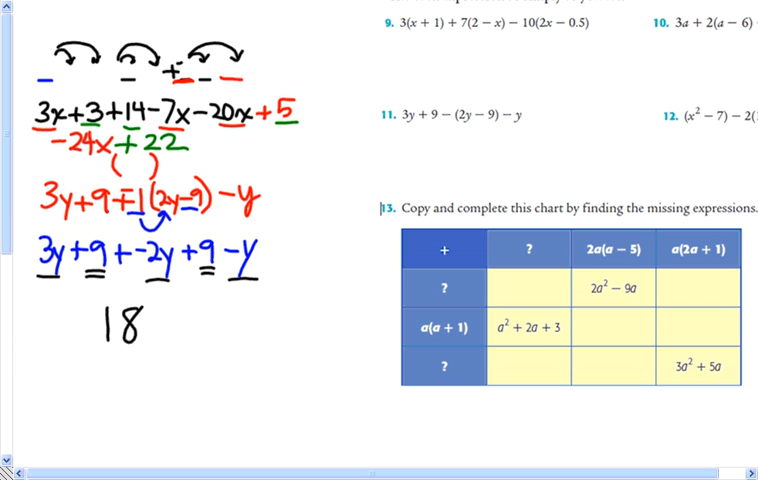 9. 3(x + 1) + 7(2 − x) − 10(2x − 0.5)
10. 3a + 2(a − 6)
3x+3+14-7x-20x+5
-24x+22
( )
3y+9+-1(2y-9)-y
3y+9+-2y+9-y
18
11. 3y + 9 − (2y − 9) − y
12. (x² − 7) − 2(
13. Copy and complete this chart by finding the missing expressions.
+ ? 2a(a − 5) a(2a + 1)
? 2a² − 9a
a(a + 1) a² + 2a + 3
? 3a² + 5a